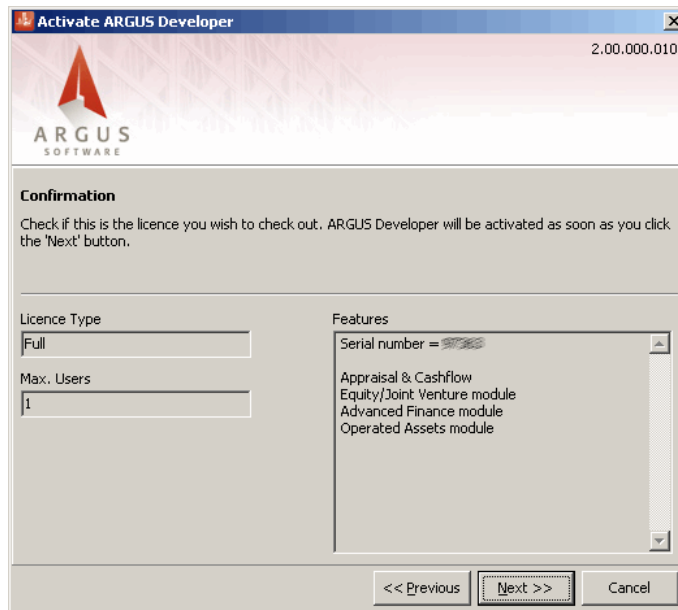 Activate ARGUS Developer
2.00.000.010
ARGUS
SOFTWARE
Confirmation
Check if this is the licence you wish to check out. ARGUS Developer will be activated as soon as you click
the 'Next' button.
Licence Type
Full
Max. Users
1
Features
Serial number =
Appraisal & Cashflow
Equity/Joint Venture module
Advanced Finance module
Operated Assets module
<< Previous
Next >>
Cancel